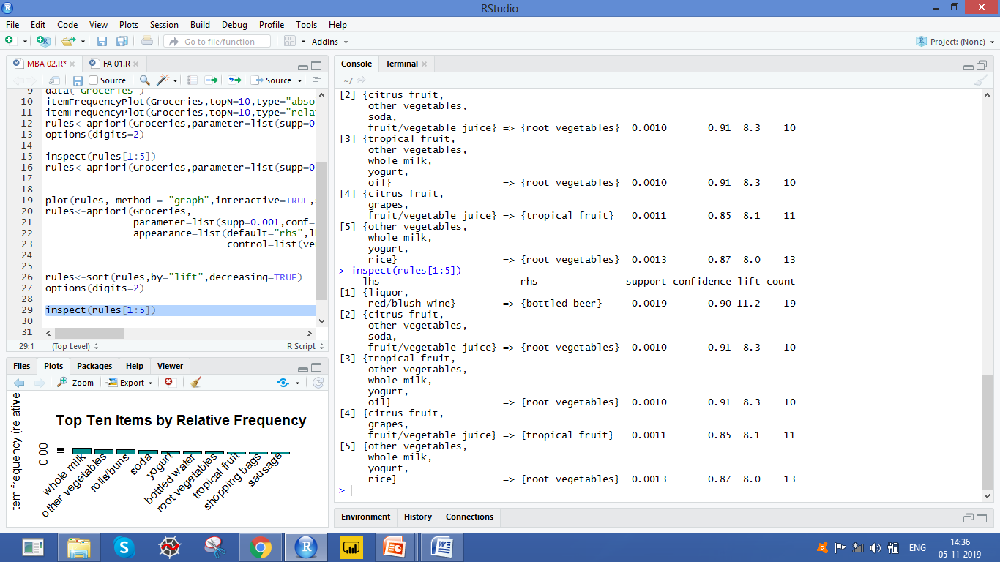 RStudio
File Edit Code View Plots Session Build Debug Profile Tools Help
Go to file/function Addins Project: (None)
MBA 02.R* FA 01.R
Source Source
9 data("Groceries")
10 itemFrequencyPlot(Groceries,topN=10,type="abso
11 itemFrequencyPlot(Groceries,topN=10,type="rela
12 rules<-apriori(Groceries,parameter=list(supp=0
13 options(digits=2)
14
15 inspect(rules[1:5])
16 rules<-apriori(Groceries,parameter=list(supp=0
17
18
19 plot(rules, method = "graph",interactive=TRUE,
20 rules<-apriori(Groceries,
21 parameter=list(supp=0.001,conf=
22 appearance=list(default="rhs",l
23 control=list(ve
24
25
26 rules<-sort(rules,by="lift",decreasing=TRUE)
27 options(digits=2)
28
29 inspect(rules[1:5])
30
31
29:1 (Top Level) R Script
Files Plots Packages Help Viewer
Zoom Export
Top Ten Items by Relative Frequency
item frequency (relative)
0.00
whole milk
other vegetables
rolls/buns
soda
yogurt
bottled water
root vegetables
tropical fruit
shopping bags
sausage
Console Terminal
~/
[2] {citrus fruit,
other vegetables,
soda,
fruit/vegetable juice} => {root vegetables} 0.0010 0.91 8.3 10
[3] {tropical fruit,
other vegetables,
whole milk,
yogurt,
oil} => {root vegetables} 0.0010 0.91 8.3 10
[4] {citrus fruit,
grapes,
fruit/vegetable juice} => {tropical fruit} 0.0011 0.85 8.1 11
[5] {other vegetables,
whole milk,
yogurt,
rice} => {root vegetables} 0.0013 0.87 8.0 13
> inspect(rules[1:5])
lhs rhs support confidence lift count
[1] {liquor,
red/blush wine} => {bottled beer} 0.0019 0.90 11.2 19
[2] {citrus fruit,
other vegetables,
soda,
fruit/vegetable juice} => {root vegetables} 0.0010 0.91 8.3 10
[3] {tropical fruit,
other vegetables,
whole milk,
yogurt,
oil} => {root vegetables} 0.0010 0.91 8.3 10
[4] {citrus fruit,
grapes,
fruit/vegetable juice} => {tropical fruit} 0.0011 0.85 8.1 11
[5] {other vegetables,
whole milk,
yogurt,
rice} => {root vegetables} 0.0013 0.87 8.0 13
>
Environment History Connections
ENG
14:36
05-11-2019